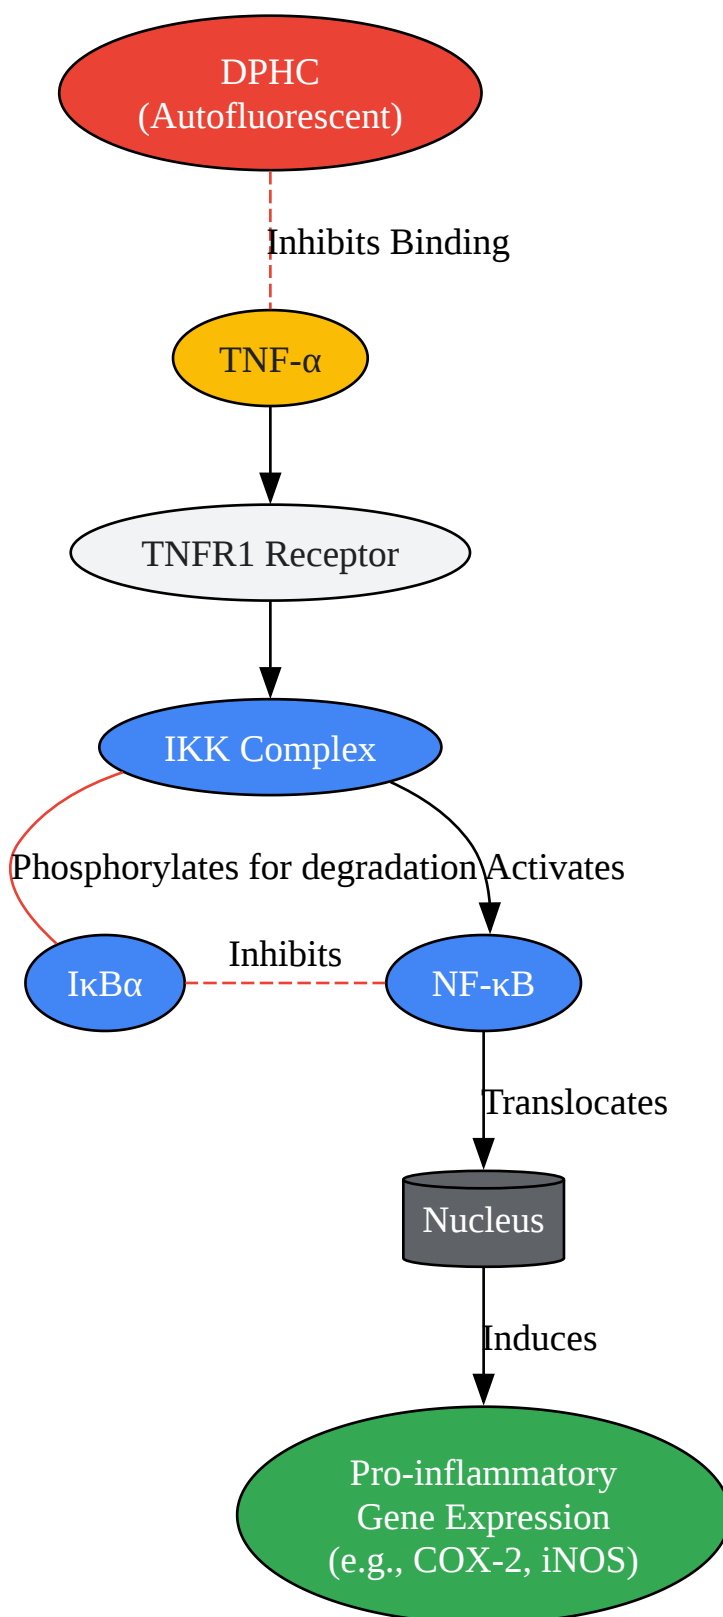 DPHC
(Autofluorescent)
Inhibits Binding
TNF-α
TNFR1 Receptor
IKK Complex
Phosphorylates for degradation
Activates
Inhibits
IκBα
NF-κB
Translocates
Nucleus
Induces
Pro-inflammatory
Gene Expression
(e.g., COX-2, iNOS)